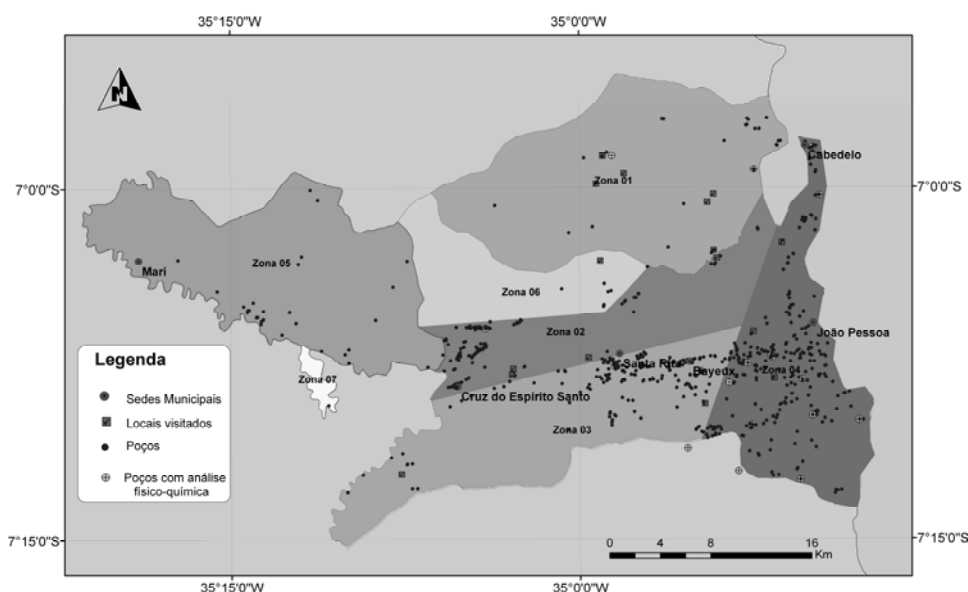 35°15'0"W 35°0'0"W
N
Cabedelo
7°0'0"S 7°0'0"S
Zona 01
Mari
Zona 05
Zona 06
Zona 02
João Pessoa
Legenda
Santa Rita
Bayeux
Zona 04
Zona 07
Sedes Municipais
Cruz do Espírito Santo
Locais visitados
Zona 03
Poços
Poços com análise
físico-química
7°15'0"S 7°15'0"S
0 2 4 8 16
Km
35°15'0"W 35°0'0"W